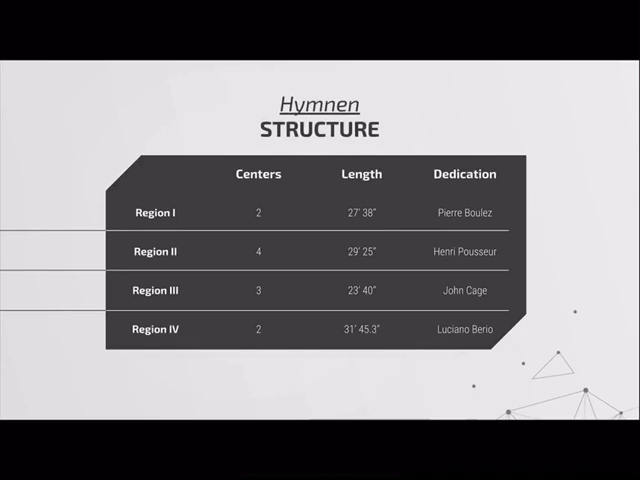 Hymnen
STRUCTURE
Centers Length Dedication
Region I 2 27' 38" Pierre Boulez
Region II 4 29' 25" Henri Pousseur
Region III 3 23' 40" John Cage
Region IV 2 31' 45.3" Luciano Berio